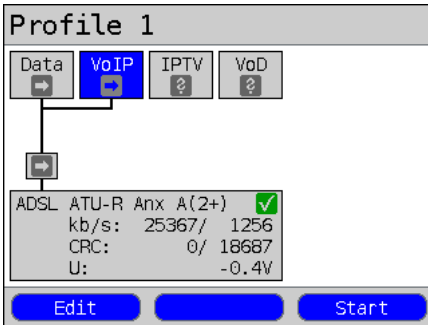 Profile 1
Data VoIP IPTV VoD
? ?
ADSL ATU-R Anx A(2+)
kb/s: 25367/ 1256
CRC: 0/ 18687
U: -0.4V
Edit Start